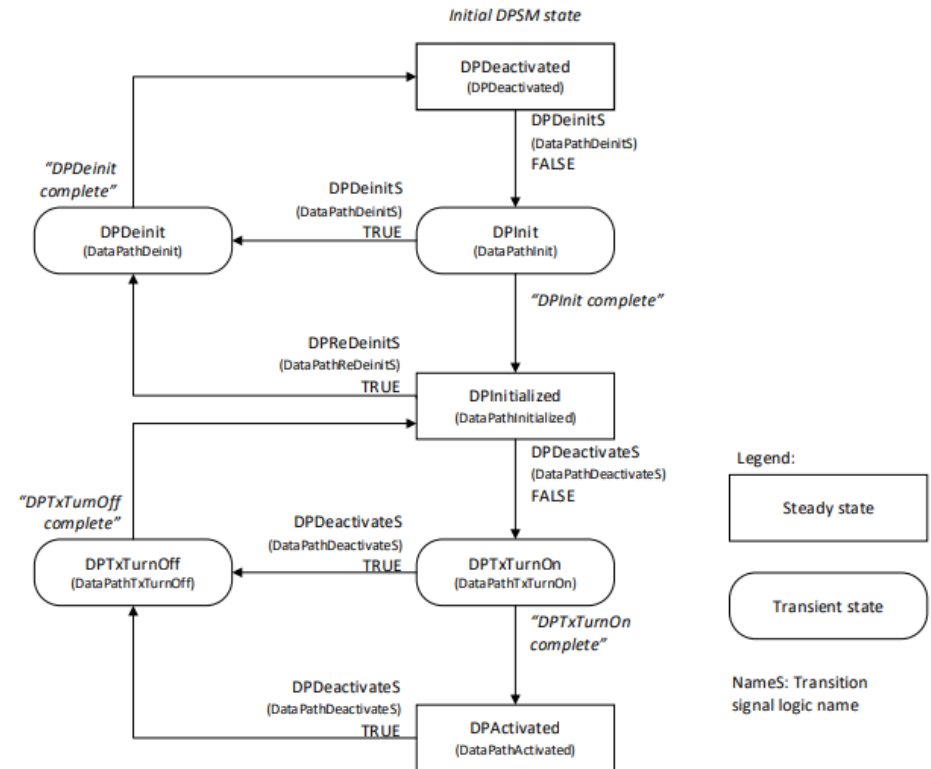 Initial DPSM state
DPDeactivated
(DPDeactivated)
DPDeinitS
(DataPathDeinitS)
FALSE
"DPDeinit
complete"
DPDeinitS
(DataPathDeinitS)
TRUE
DPDeinit
(DataPathDeinit)
DPInit
(DataPathInit)
"DPInit complete"
DPReDeinitS
(DataPathReDeinitS)
TRUE
DPInitialized
(DataPathInitialized)
DPDeactivateS
(DataPathDeactivateS)
FALSE
"DPTxTurnOff
complete"
DPDeactivateS
(DataPathDeactivateS)
TRUE
DPTxTurnOff
(DataPathTxTurnOff)
DPTxTurnOn
(DataPathTxTurnOn)
"DPTxTurnOn
complete"
DPDeactivateS
(DataPathDeactivateS)
TRUE
DPActivated
(DataPathActivated)
Legend:
Steady state
Transient state
NameS: Transition
signal logic name